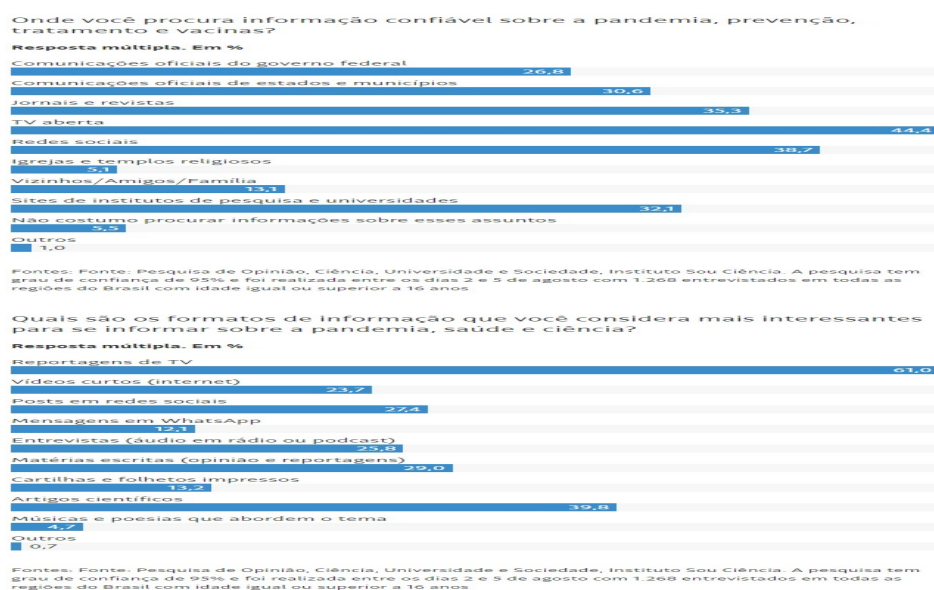 Onde você procura informação confiável sobre a pandemia, prevenção,
tratamento e vacinas?
Resposta múltipla. Em %
Comunicações oficiais do governo federal
26,8
Comunicações oficiais de estados e municípios
30,6
Jornais e revistas
35,3
TV aberta
44,4
Redes sociais
38,7
Igrejas e templos religiosos
5,1
Vizinhos/Amigos/Família
13,1
Sites de institutos de pesquisa e universidades
32,1
Não costumo procurar informações sobre esses assuntos
5,5
Outros
1,0
Fontes: Fonte: Pesquisa de Opinião, Ciência, Universidade e Sociedade, Instituto Sou Ciência. A pesquisa tem
grau de confiança de 95% e foi realizada entre os dias 2 e 5 de agosto com 1.268 entrevistados em todas as
regiões do Brasil com idade igual ou superior a 16 anos
Quais são os formatos de informação que você considera mais interessantes
para se informar sobre a pandemia, saúde e ciência?
Resposta múltipla. Em %
Reportagens de TV
61,0
Vídeos curtos (internet)
23,7
Posts em redes sociais
27,4
Mensagens em WhatsApp
12,1
Entrevistas (áudio em rádio ou podcast)
25,8
Matérias escritas (opinião e reportagens)
29,0
Cartilhas e folhetos impressos
13,2
Artigos científicos
39,8
Músicas e poesias que abordem o tema
4,7
Outros
0,7
Fontes: Fonte: Pesquisa de Opinião, Ciência, Universidade e Sociedade, Instituto Sou Ciência. A pesquisa tem
grau de confiança de 95% e foi realizada entre os dias 2 e 5 de agosto com 1.268 entrevistados em todas as
regiões do Brasil com idade igual ou superior a 16 anos